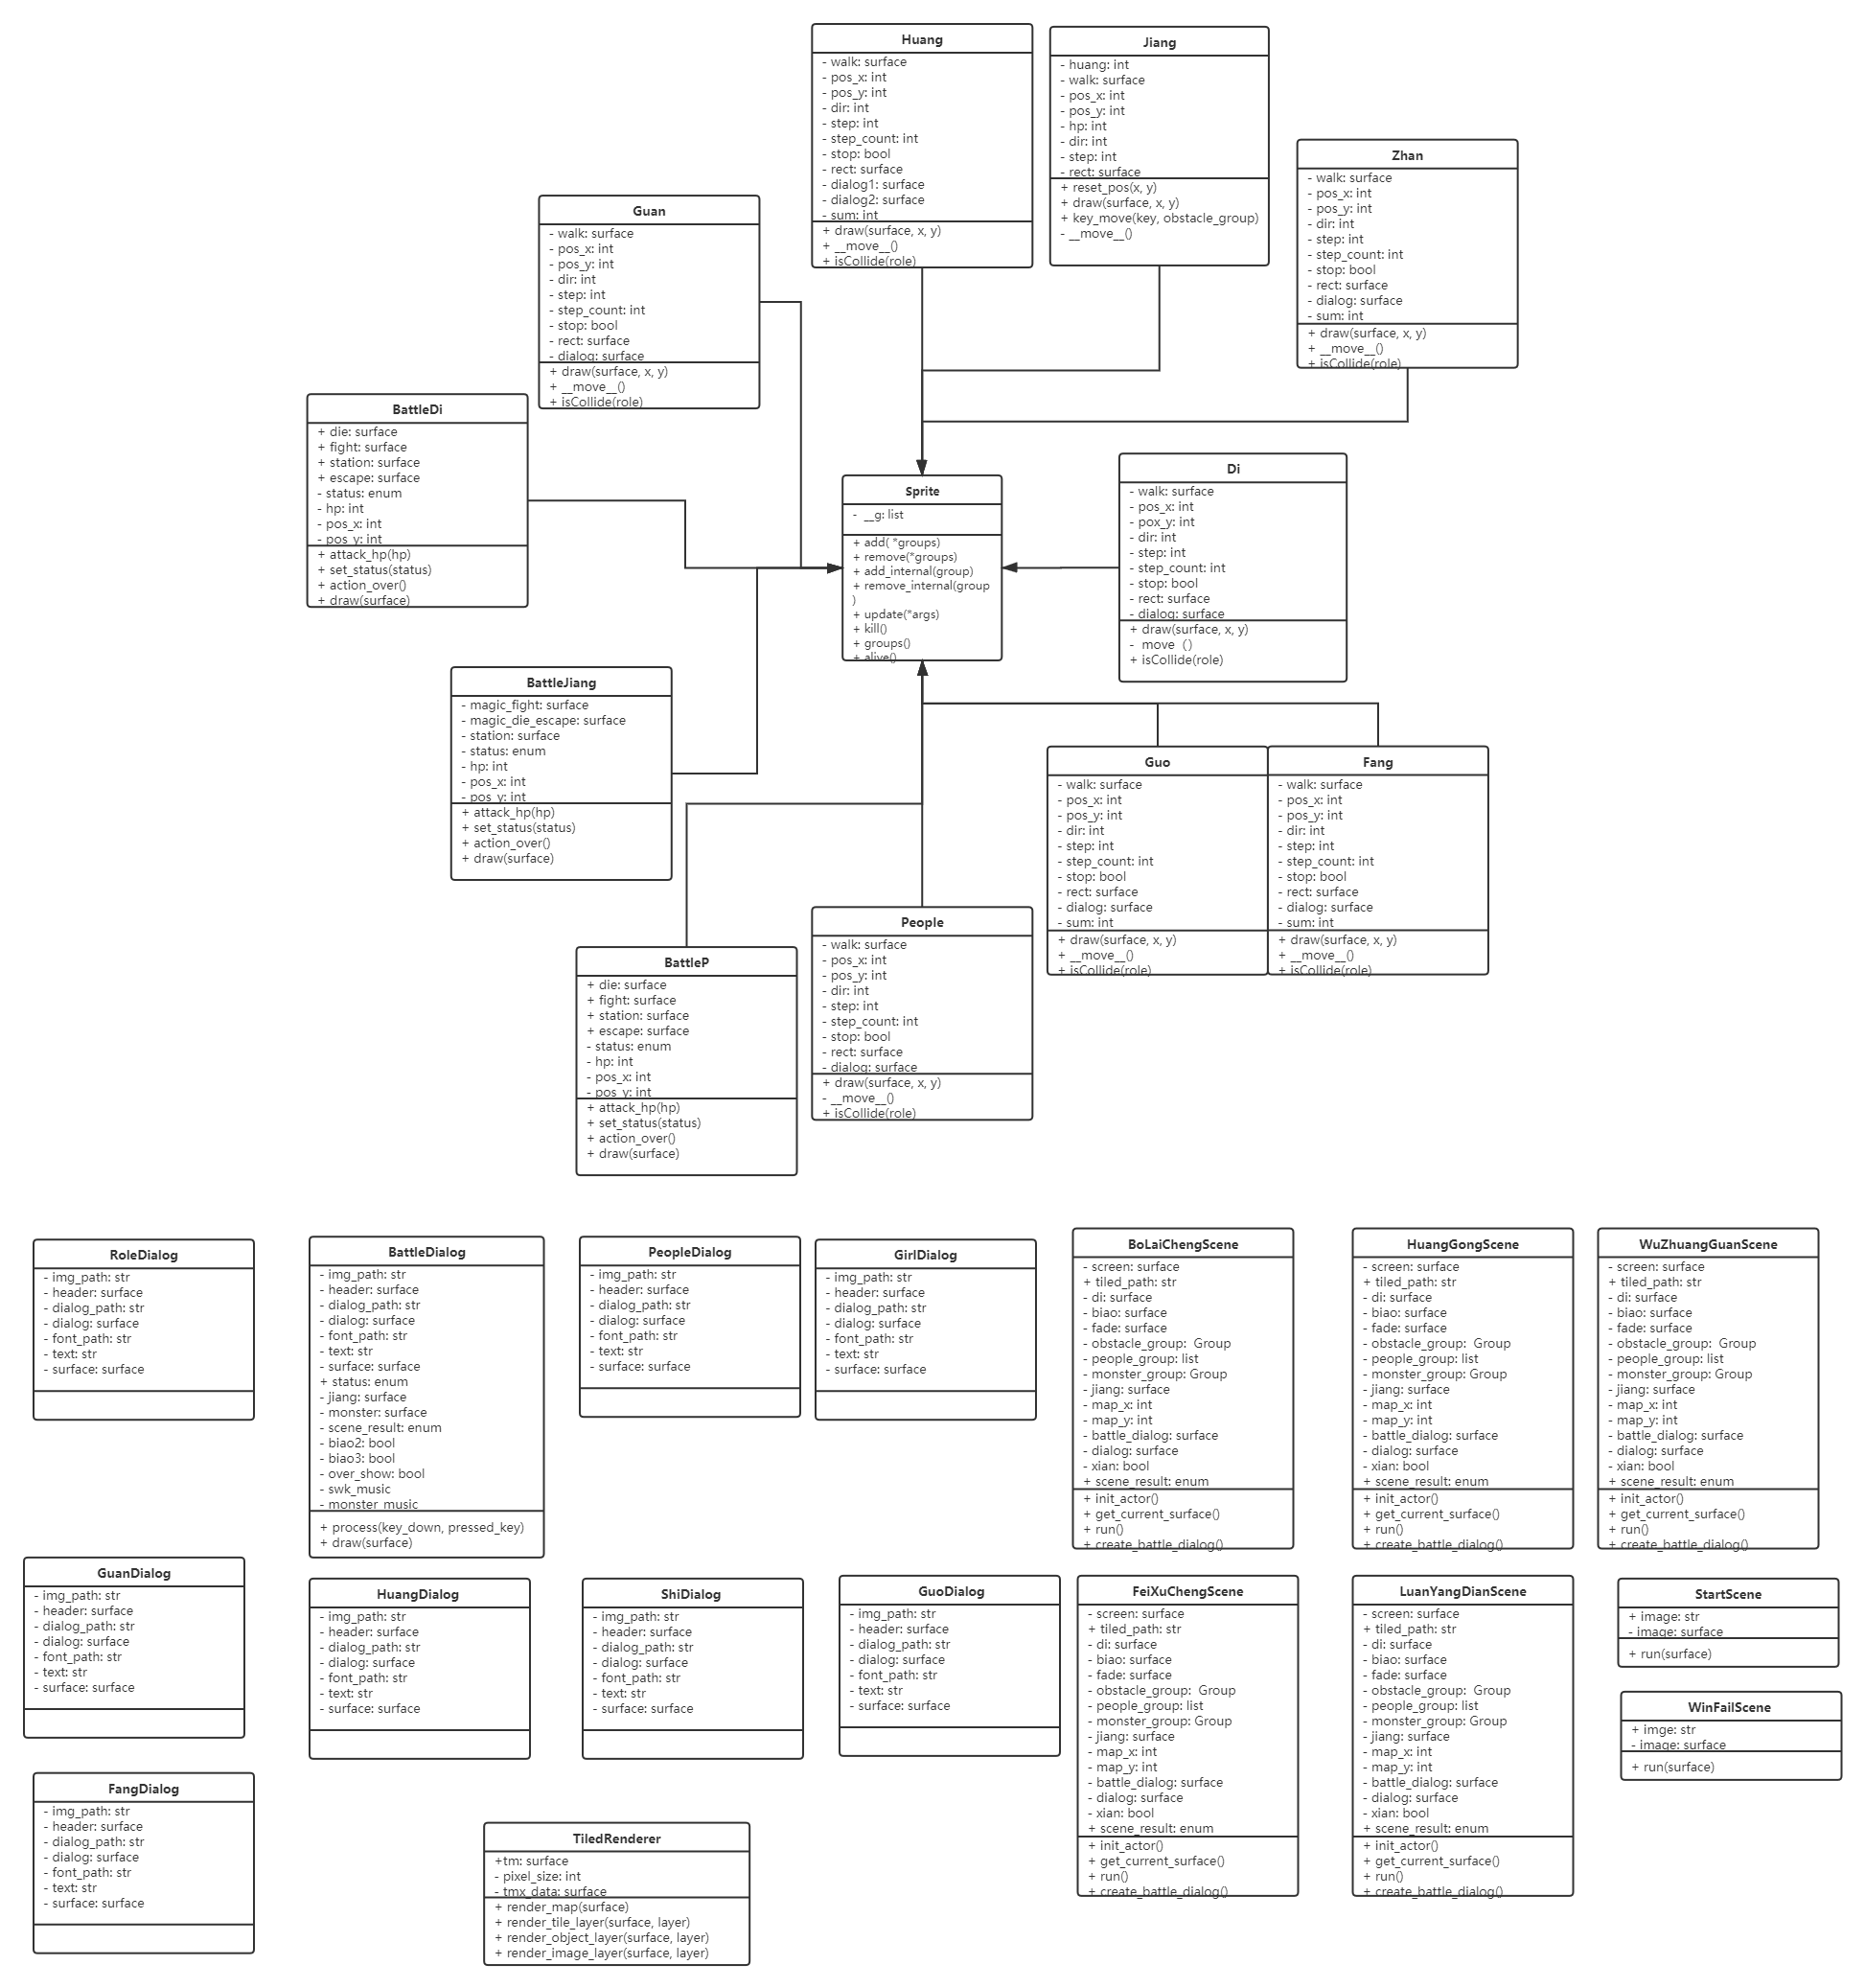 Huang
- walk: surface
- pos_x: int
- pos_y: int
- dir: int
- step: int
- step_count: int
- stop: bool
- rect: surface
- dialog1: surface
- dialog2: surface
- sum: int
+ draw(surface, x, y)
+ __move__()
+ isCollide(role)
Jiang
- huang: int
- walk: surface
- pos_x: int
- pos_y: int
- hp: int
- dir: int
- step: int
- rect: surface
+ reset_pos(x, y)
+ draw(surface, x, y)
+ key_move(key, obstacle_group)
- __move__()
Zhan
- walk: surface
- pos_x: int
- pos_y: int
- dir: int
- step: int
- step_count: int
- stop: bool
- rect: surface
- dialog: surface
- sum: int
+ draw(surface, x, y)
+ __move__()
+ isCollide(role)
Guan
- walk: surface
- pos_x: int
- pos_y: int
- dir: int
- step: int
- step_count: int
- stop: bool
- rect: surface
- dialog: surface
+ draw(surface, x, y)
+ __move__()
+ isCollide(role)
BattleDi
+ die: surface
+ fight: surface
+ station: surface
+ escape: surface
- status: enum
- hp: int
- pos_x: int
- pos_y: int
+ attack_hp(hp)
+ set_status(status)
+ action_over()
+ draw(surface)
Sprite
- __g: list
+ add( *groups)
+ remove(*groups)
+ add_internal(group)
+ remove_internal(group
)
+ update(*args)
+ kill()
+ groups()
+ alive()
Di
- walk: surface
- pos_x: int
- pox_y: int
- dir: int
- step: int
- step_count: int
- stop: bool
- rect: surface
- dialog: surface
+ draw(surface, x, y)
- move ()
+ isCollide(role)
BattleJiang
- magic_fight: surface
- magic_die_escape: surface
- station: surface
- status: enum
- hp: int
- pos_x: int
- pos_y: int
+ attack_hp(hp)
+ set_status(status)
+ action_over()
+ draw(surface)
Guo
- walk: surface
- pos_x: int
- pos_y: int
- dir: int
- step: int
- step_count: int
- stop: bool
- rect: surface
- dialog: surface
- sum: int
+ draw(surface, x, y)
+ __move__()
+ isCollide(role)
Fang
- walk: surface
- pos_x: int
- pos_y: int
- dir: int
- step: int
- step_count: int
- stop: bool
- rect: surface
- dialog: surface
- sum: int
+ draw(surface, x, y)
+ __move__()
+ isCollide(role)
BattleP
+ die: surface
+ fight: surface
+ station: surface
+ escape: surface
- status: enum
- hp: int
- pos_x: int
- pos_y: int
+ attack_hp(hp)
+ set_status(status)
+ action_over()
+ draw(surface)
People
- walk: surface
- pos_x: int
- pos_y: int
- dir: int
- step: int
- step_count: int
- stop: bool
- rect: surface
- dialog: surface
+ draw(surface, x, y)
- __move__()
+ isCollide(role)
RoleDialog
- img_path: str
- header: surface
- dialog_path: str
- dialog: surface
- font_path: str
- text: str
- surface: surface
BattleDialog
- img_path: str
- header: surface
- dialog_path: str
- dialog: surface
- font_path: str
- text: str
- surface: surface
+ status: enum
- jiang: surface
- monster: surface
- scene_result: enum
- biao2: bool
- biao3: bool
- over_show: bool
- swk_music
- monster_music
+ process(key_down, pressed_key)
+ draw(surface)
PeopleDialog
- img_path: str
- header: surface
- dialog_path: str
- dialog: surface
- font_path: str
- text: str
- surface: surface
GirlDialog
- img_path: str
- header: surface
- dialog_path: str
- dialog: surface
- font_path: str
- text: str
- surface: surface
BoLaiChengScene
- screen: surface
+ tiled_path: str
- di: surface
- biao: surface
- fade: surface
- obstacle_group: Group
- people_group: list
- monster_group: Group
- jiang: surface
- map_x: int
- map_y: int
- battle_dialog: surface
- dialog: surface
- xian: bool
+ scene_result: enum
+ init_actor()
+ get_current_surface()
+ run()
+ create_battle_dialog()
HuangGongScene
- screen: surface
+ tiled_path: str
- di: surface
- biao: surface
- fade: surface
- obstacle_group: Group
- people_group: list
- monster_group: Group
- jiang: surface
- map_x: int
- map_y: int
- battle_dialog: surface
- dialog: surface
- xian: bool
+ scene_result: enum
+ init_actor()
+ get_current_surface()
+ run()
+ create_battle_dialog()
WuZhuangGuanScene
- screen: surface
+ tiled_path: str
- di: surface
- biao: surface
- fade: surface
- obstacle_group: Group
- people_group: list
- monster_group: Group
- jiang: surface
- map_x: int
- map_y: int
- battle_dialog: surface
- dialog: surface
- xian: bool
+ scene_result: enum
+ init_actor()
+ get_current_surface()
+ run()
+ create_battle_dialog()
GuanDialog
- img_path: str
- header: surface
- dialog_path: str
- dialog: surface
- font_path: str
- text: str
- surface: surface
HuangDialog
- img_path: str
- header: surface
- dialog_path: str
- dialog: surface
- font_path: str
- text: str
- surface: surface
ShiDialog
- img_path: str
- header: surface
- dialog_path: str
- dialog: surface
- font_path: str
- text: str
- surface: surface
GuoDialog
- img_path: str
- header: surface
- dialog_path: str
- dialog: surface
- font_path: str
- text: str
- surface: surface
FeiXuChengScene
- screen: surface
+ tiled_path: str
- di: surface
- biao: surface
- fade: surface
- obstacle_group: Group
- people_group: list
- monster_group: Group
- jiang: surface
- map_x: int
- map_y: int
- battle_dialog: surface
- dialog: surface
- xian: bool
+ scene_result: enum
+ init_actor()
+ get_current_surface()
+ run()
+ create_battle_dialog()
LuanYangDianScene
- screen: surface
+ tiled_path: str
- di: surface
- biao: surface
- fade: surface
- obstacle_group: Group
- people_group: list
- monster_group: Group
- jiang: surface
- map_x: int
- map_y: int
- battle_dialog: surface
- dialog: surface
- xian: bool
+ scene_result: enum
+ init_actor()
+ get_current_surface()
+ run()
+ create_battle_dialog()
StartScene
+ image: str
- image: surface
+ run(surface)
WinFailScene
+ imge: str
- image: surface
+ run(surface)
FangDialog
- img_path: str
- header: surface
- dialog_path: str
- dialog: surface
- font_path: str
- text: str
- surface: surface
TiledRenderer
+tm: surface
- pixel_size: int
- tmx_data: surface
+ render_map(surface)
+ render_tile_layer(surface, layer)
+ render_object_layer(surface, layer)
+ render_image_layer(surface, layer)